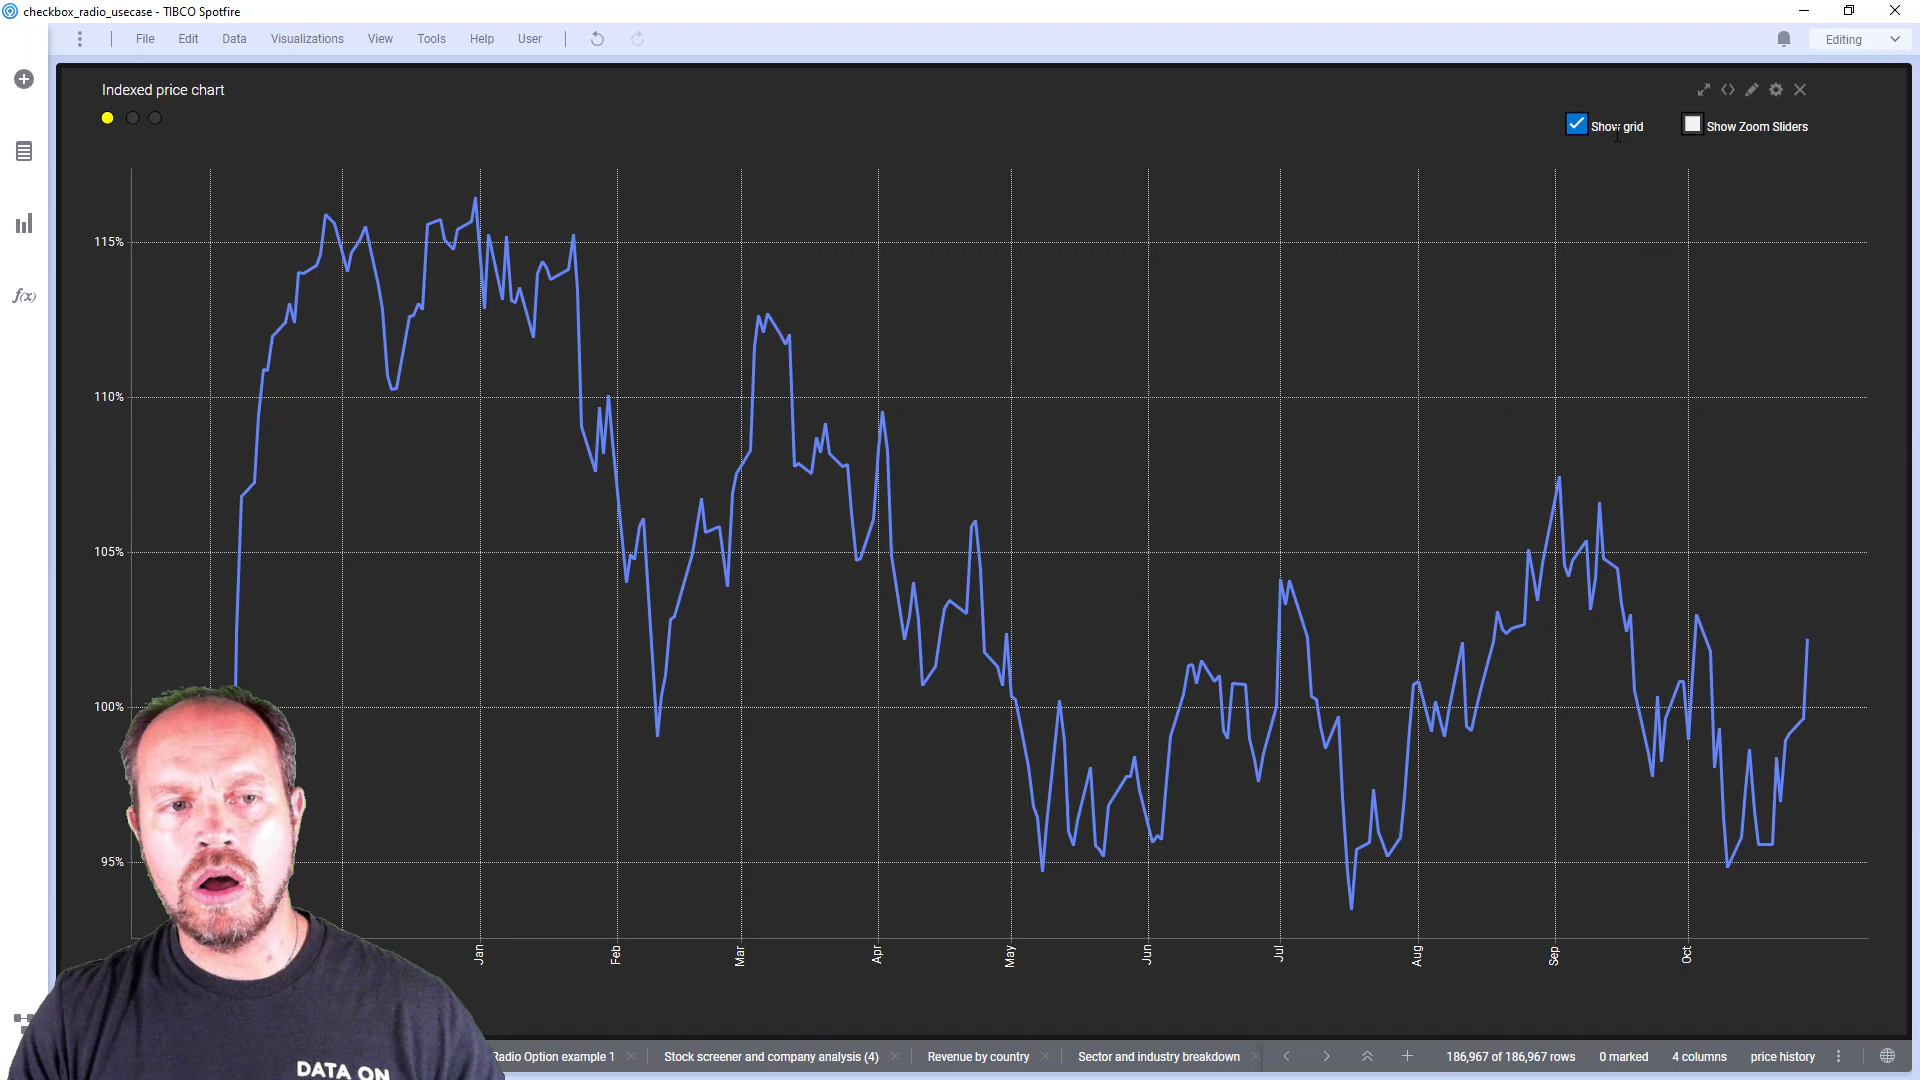 checkbox_radio_usecase - TIBCO Spotfire
File Edit Data Visualizations View Tools Help User Editing
Indexed price chart
Show grid Show Zoom Sliders
f(x)
115%
110%
105%
100%
95%
Jan Feb Mar Apr May Jun Jul Aug Sep Oct
DATA ON
Radio Option example 1 Stock screener and company analysis (4) Revenue by country Sector and industry breakdown 186,967 of 186,967 rows 0 marked 4 columns price history